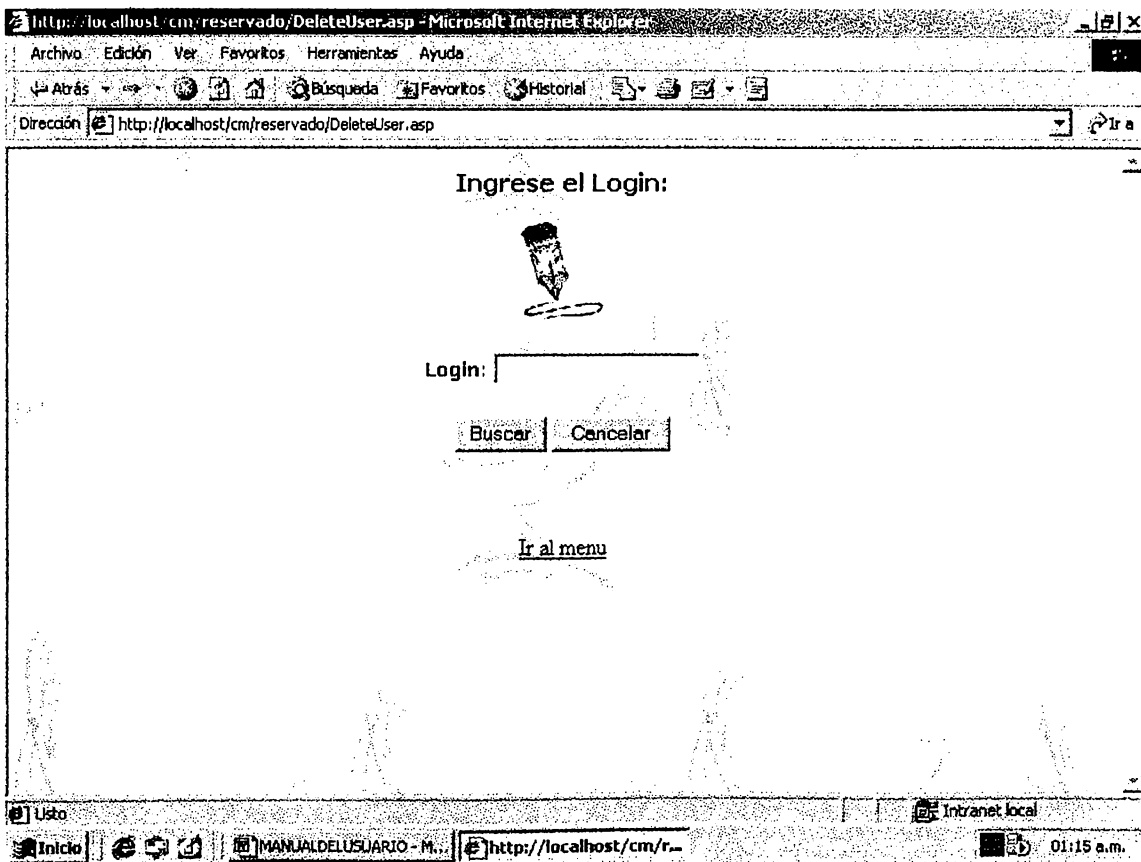 http://localhost/cm/reservado/DeleteUser.asp - Microsoft Internet Explorer
Archivo Edición Ver Favoritos Herramientas Ayuda
Atrás Búsqueda Favoritos Historial
Dirección http://localhost/cm/reservado/DeleteUser.asp Ir a
Ingrese el Login:
Login:
Buscar Cancelar
Ir al menu
Listo Intranet local
Inicio MANUALDELUSUARIO - M... http://localhost/cm/r... 01:15 a.m.